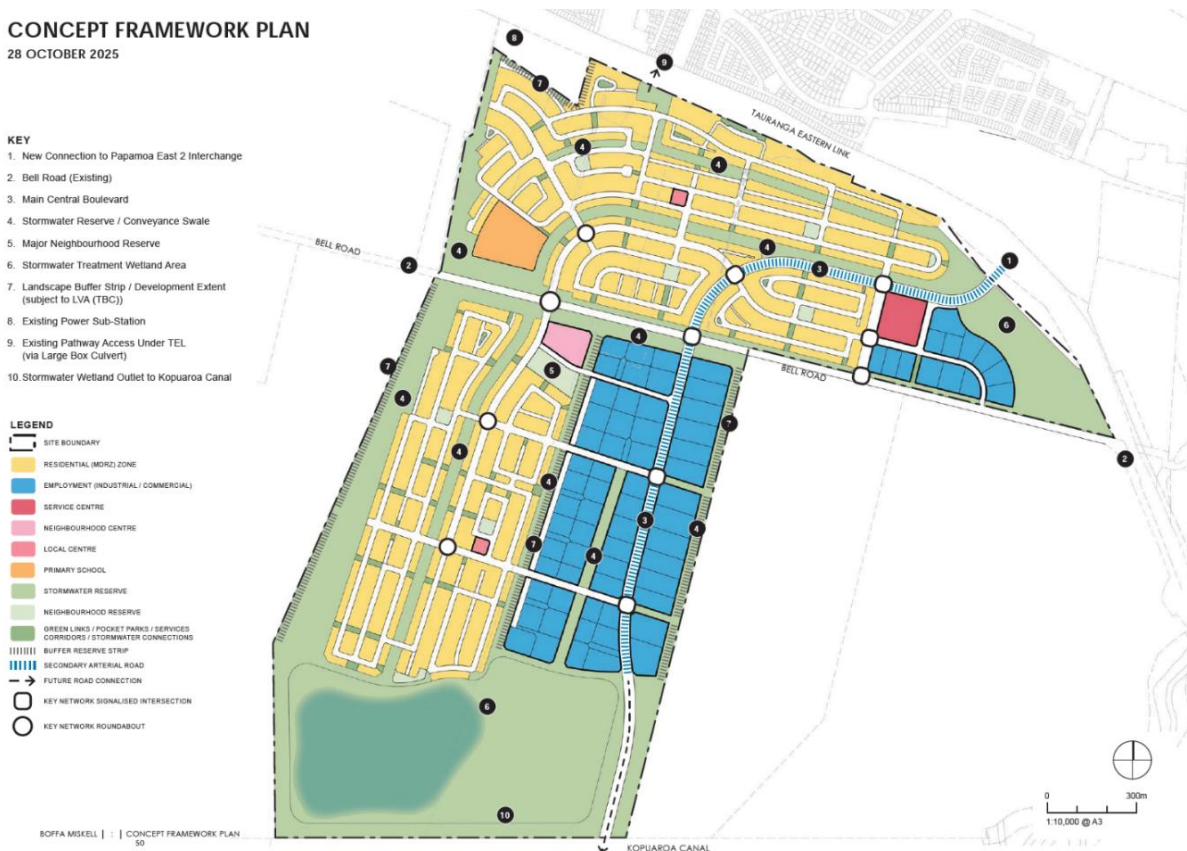 CONCEPT FRAMEWORK PLAN
28 OCTOBER 2025
KEY
1. New Connection to Papamoa East 2 Interchange
2. Bell Road (Existing)
3. Main Central Boulevard
4. Stormwater Reserve / Conveyance Swale
5. Major Neighbourhood Reserve
6. Stormwater Treatment Wetland Area
7. Landscape Buffer Strip / Development Extent
(subject to LVA (TBC))
8. Existing Power Sub-Station
9. Existing Pathway Access Under TEL
(via Large Box Culvert)
10. Stormwater Wetland Outlet to Kopuaroa Canal
LEGEND
SITE BOUNDARY
RESIDENTIAL (MDRZ) ZONE
EMPLOYMENT (INDUSTRIAL / COMMERCIAL)
SERVICE CENTRE
NEIGHBOURHOOD CENTRE
LOCAL CENTRE
PRIMARY SCHOOL
STORMWATER RESERVE
NEIGHBOURHOOD RESERVE
GREEN LINKS / POCKET PARKS / SERVICES
CORRIDORS / STORMWATER CONNECTIONS
BUFFER RESERVE STRIP
SECONDARY ARTERIAL ROAD
FUTURE ROAD CONNECTION
KEY NETWORK SIGNALISED INTERSECTION
KEY NETWORK ROUNDABOUT
8
9
7
TAURANGA EASTERN LINK
4
4
BELL ROAD
2
4
4
3
1
6
7
4
5
4
BELL ROAD
7
2
4
4
3
4
7
4
6
10
KOPUAROA CANAL
0 300m
1:10,000 @ A3
BOFFA MISKELL | : | CONCEPT FRAMEWORK PLAN
50